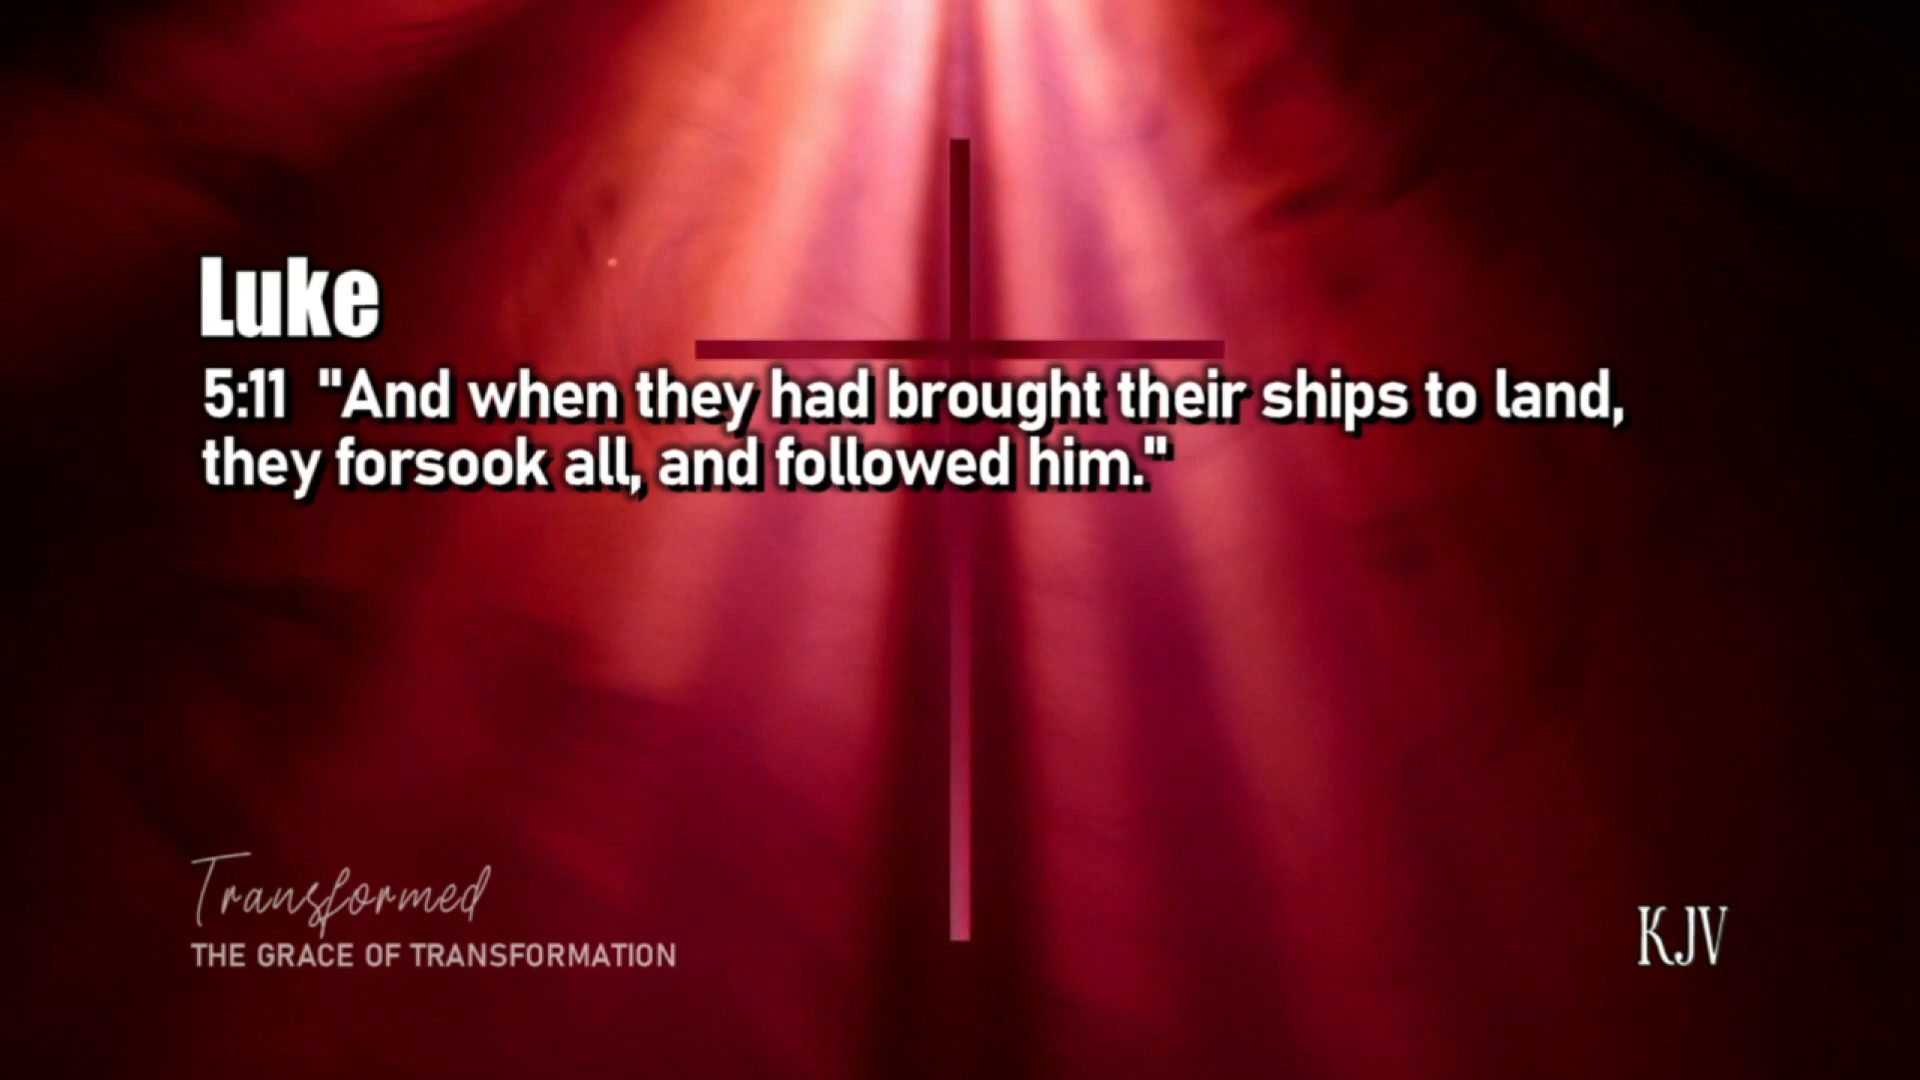 Luke
5:11 "And when they had brought their ships to land,
they forsook all, and followed him."
Transformed
THE GRACE OF TRANSFORMATION
KJV